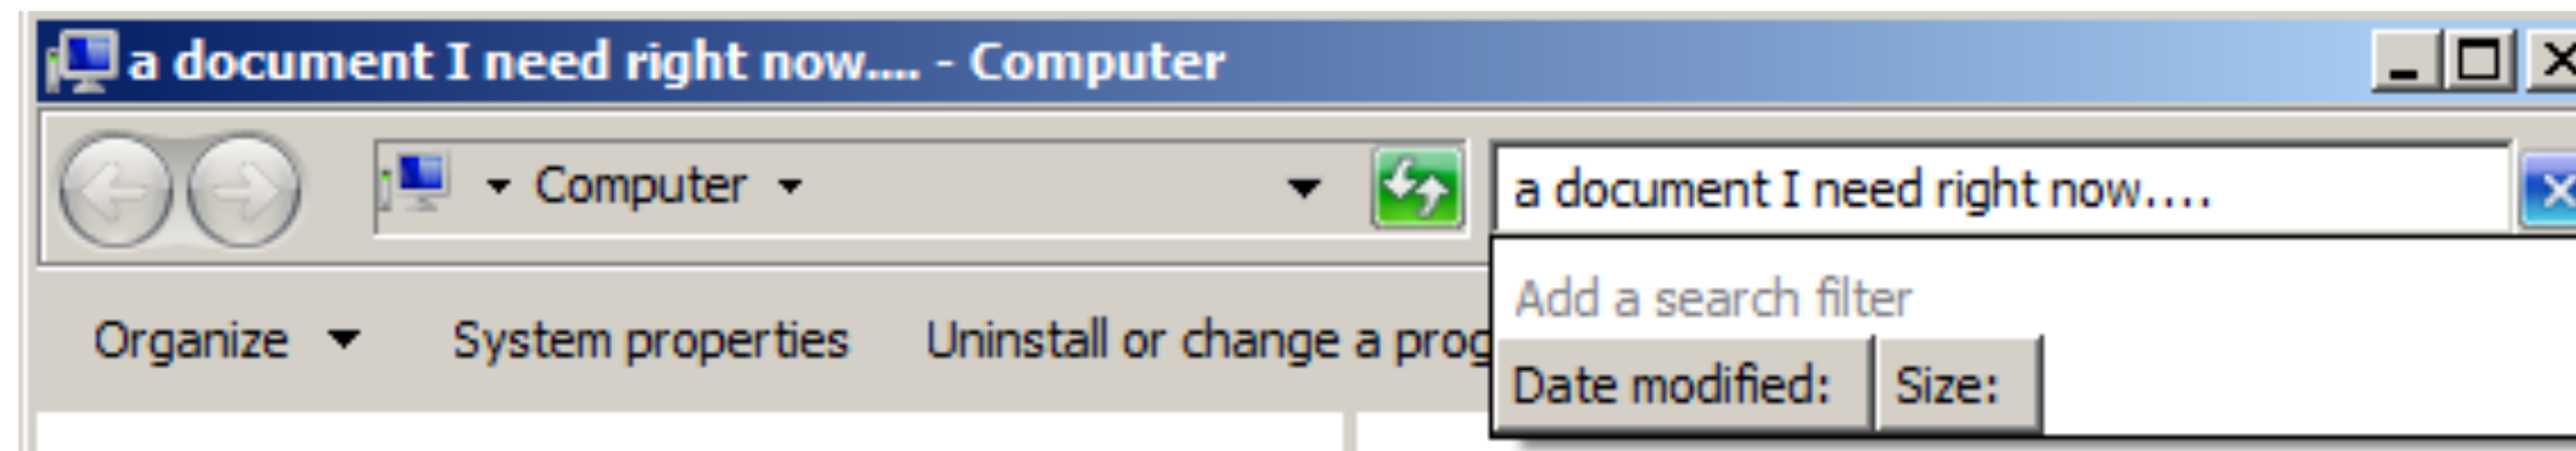 a document I need right now.... - Computer
Computer
a document I need right now....
Add a search filter
Organize
System properties
Uninstall or change a prog
Date modified:
Size: